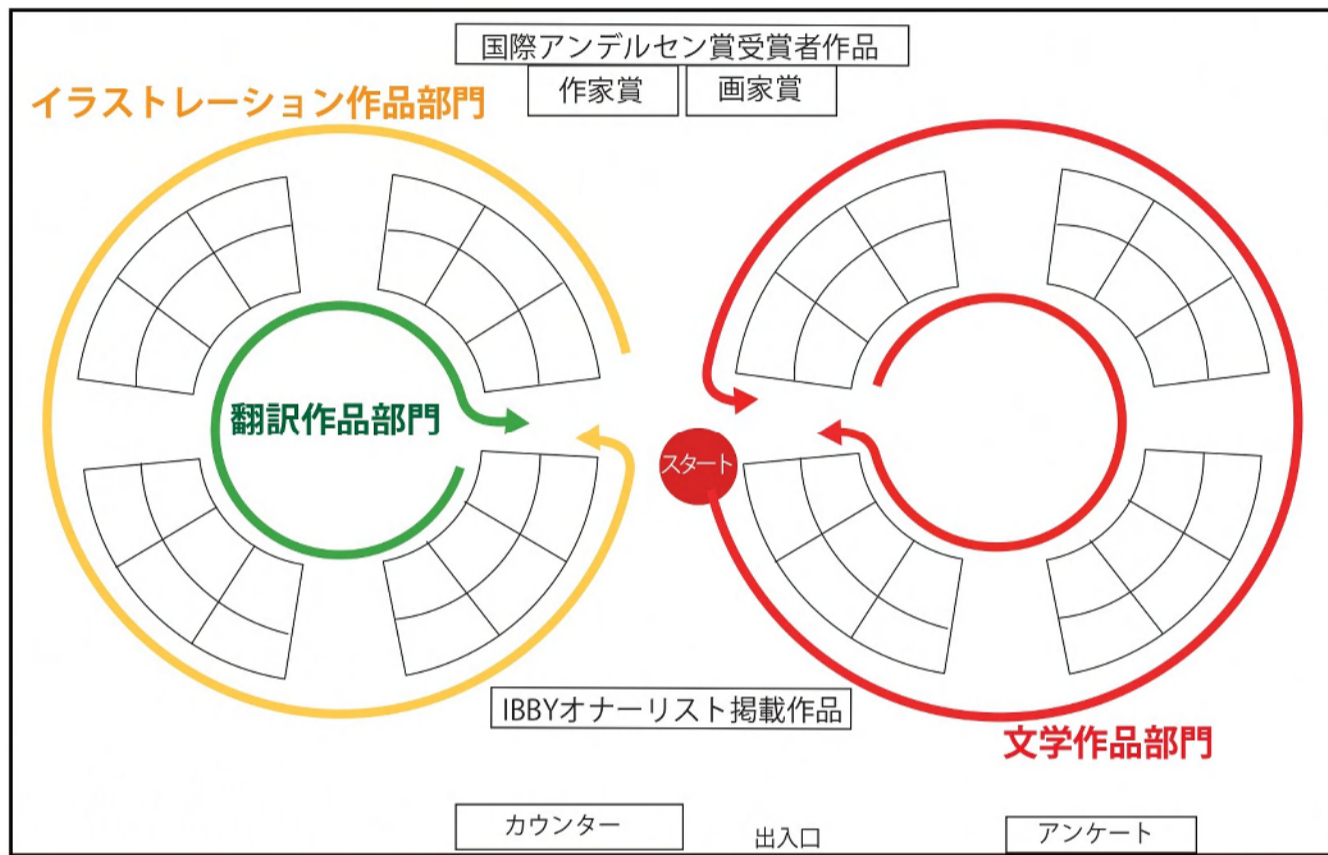 国際アンデルセン賞受賞者作品
作家賞
画家賞
イラストレーション作品部門
翻訳作品部門
スタート
IBBYオナーリスト掲載作品
文学作品部門
カウンター
出入口
アンケート